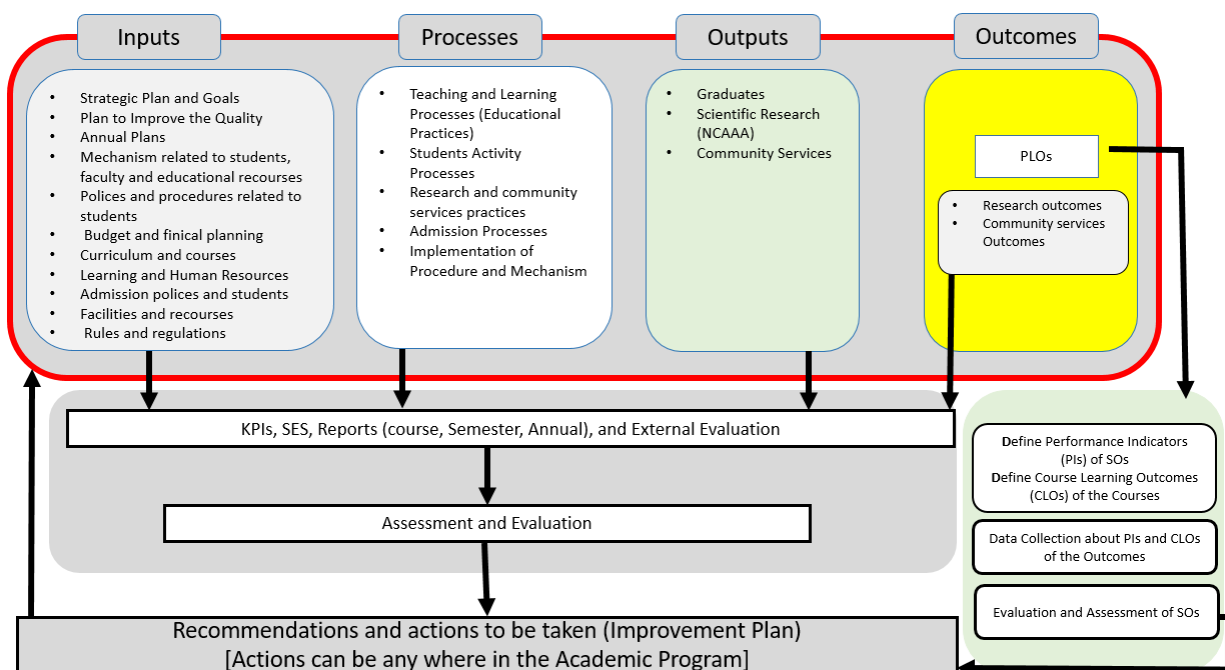 Inputs
Processes
Outputs
Outcomes
• Strategic Plan and Goals
• Plan to Improve the Quality
• Annual Plans
• Mechanism related to students,
faculty and educational recourses
• Polices and procedures related to
students
• Budget and finical planning
• Curriculum and courses
• Learning and Human Resources
• Admission polices and students
• Facilities and recourses
• Rules and regulations
• Teaching and Learning
Processes (Educational
Practices)
• Students Activity
Processes
• Research and community
services practices
• Admission Processes
• Implementation of
Procedure and Mechanism
• Graduates
• Scientific Research
(NCAAA)
• Community Services
PLOs
• Research outcomes
• Community services
Outcomes
KPIs, SES, Reports (course, Semester, Annual), and External Evaluation
Assessment and Evaluation
Recommendations and actions to be taken (Improvement Plan)
[Actions can be any where in the Academic Program]
Define Performance Indicators
(PIs) of SOs
Define Course Learning Outcomes
(CLOs) of the Courses
Data Collection about PIs and CLOs
of the Outcomes
Evaluation and Assessment of SOs